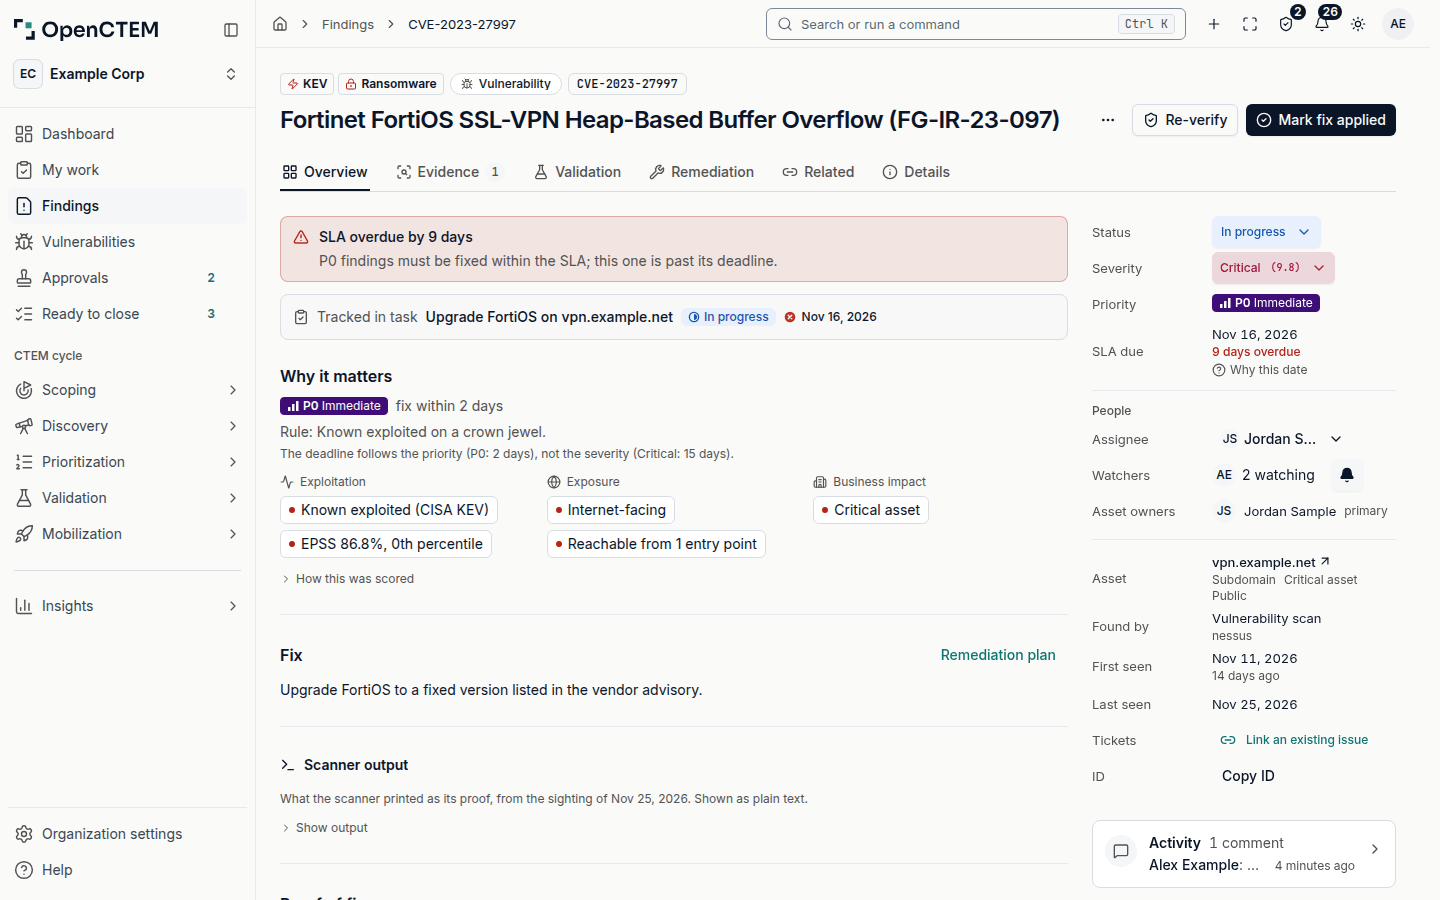 OpenCTEM
EC Example Corp
Dashboard
My work
Findings
Vulnerabilities
Approvals 2
Ready to close 3
CTEM cycle
Scoping
Discovery
Prioritization
Validation
Mobilization
Insights
Organization settings
Help
Findings CVE-2023-27997
Search or run a command Ctrl K
2
26
AE
KEV Ransomware Vulnerability CVE-2023-27997
Fortinet FortiOS SSL-VPN Heap-Based Buffer Overflow (FG-IR-23-097)
Re-verify
Mark fix applied
Overview Evidence 1 Validation Remediation Related Details
SLA overdue by 9 days
P0 findings must be fixed within the SLA; this one is past its deadline.
Tracked in task Upgrade FortiOS on vpn.example.net In progress Nov 16, 2026
Why it matters
P0 Immediate fix within 2 days
Rule: Known exploited on a crown jewel.
The deadline follows the priority (P0: 2 days), not the severity (Critical: 15 days).
Exploitation Exposure Business impact
Known exploited (CISA KEV) Internet-facing Critical asset
EPSS 86.8%, 0th percentile Reachable from 1 entry point
How this was scored
Fix
Remediation plan
Upgrade FortiOS to a fixed version listed in the vendor advisory.
Scanner output
What the scanner printed as its proof, from the sighting of Nov 25, 2026. Shown as plain text.
Show output
Status In progress
Severity Critical (9.8)
Priority P0 Immediate
SLA due Nov 16, 2026
9 days overdue
Why this date
People
Assignee JS Jordan S...
Watchers AE 2 watching
Asset owners JS Jordan Sample primary
Asset vpn.example.net
Subdomain Critical asset
Public
Found by Vulnerability scan
nessus
First seen Nov 11, 2026
14 days ago
Last seen Nov 25, 2026
Tickets Link an existing issue
ID Copy ID
Activity 1 comment
Alex Example: ... 4 minutes ago